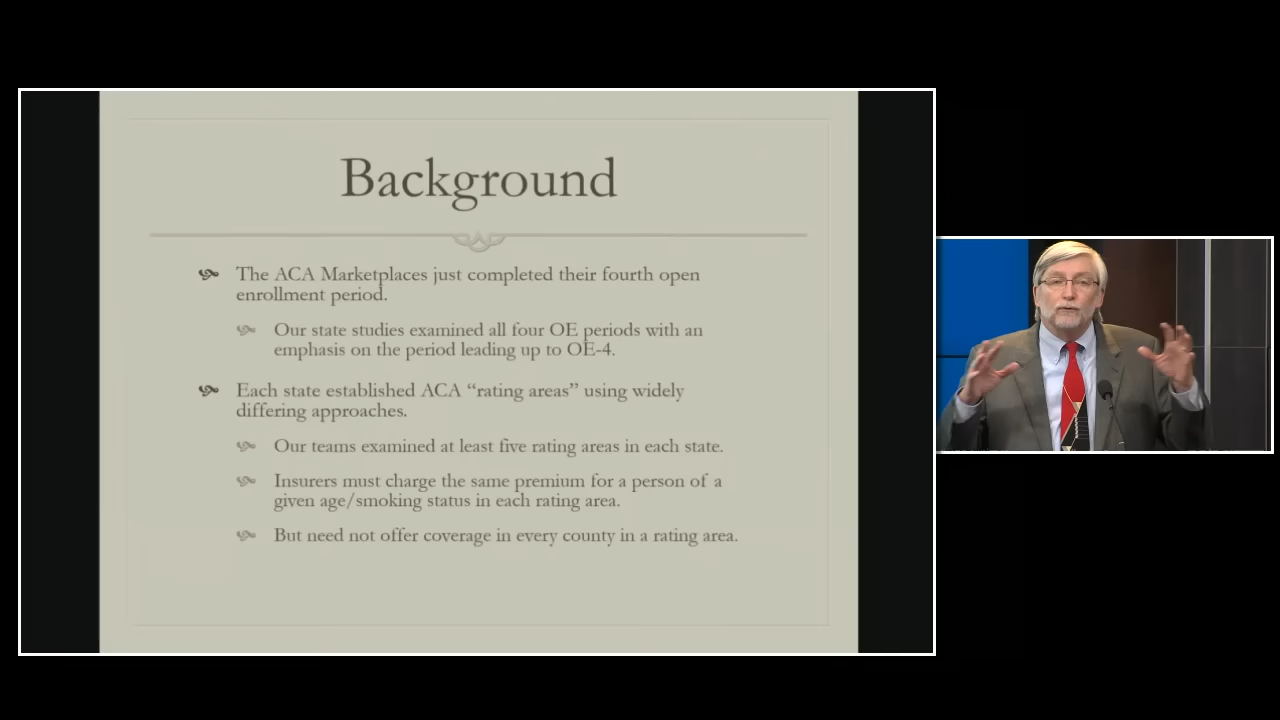 Background
The ACA Marketplaces just completed their fourth open
enrollment period.
Our state studies examined all four OE periods with an
emphasis on the period leading up to OE-4.
Each state established ACA “rating areas” using widely
differing approaches.
Our teams examined at least five rating areas in each state.
Insurers must charge the same premium for a person of a
given age/smoking status in each rating area.
But need not offer coverage in every county in a rating area.